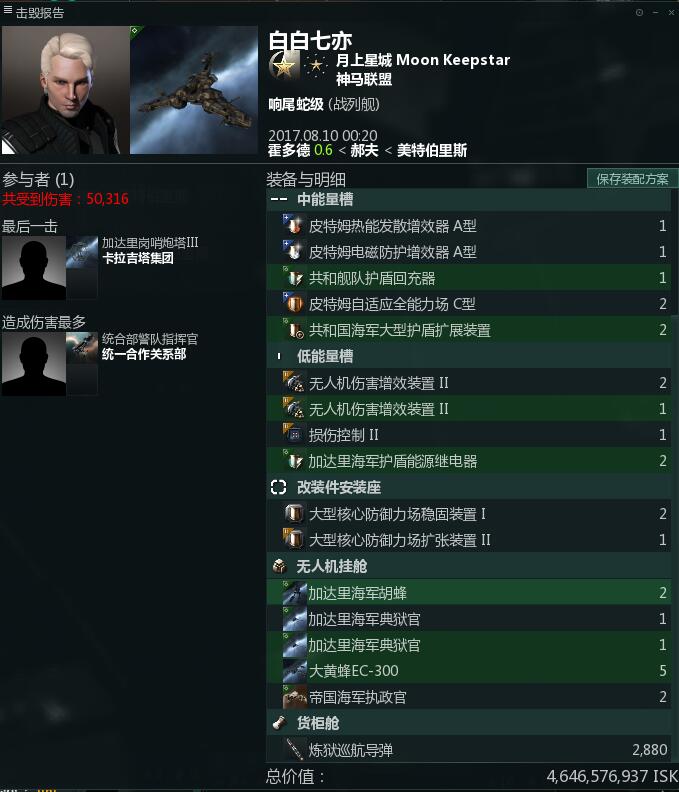 击毁报告
白白七亦
月上星城 Moon Keepstar
神马联盟
响尾蛇级 (战列舰)
2017.08.10 00:20
霍多德 0.6 < 郝夫 < 美特伯里斯
参与者 (1)
共受到伤害：50,316
最后一击
加达里岗哨炮塔III
卡拉吉塔集团
造成伤害最多
统合部警队指挥官
统一合作关系部
装备与明细
保存装配方案
中能量槽
皮特姆热能发散增效器 A型 1
皮特姆电磁防护增效器 A型 1
共和舰队护盾回充器 1
皮特姆自适应全能力场 C型 2
共和国海军大型护盾扩展装置 2
低能量槽
无人机伤害增效装置 II 2
无人机伤害增效装置 II 1
损伤控制 II 1
加达里海军护盾能源继电器 2
改装件安装座
大型核心防御力场稳固装置 I 2
大型核心防御力场扩张装置 II 1
无人机挂舱
加达里海军胡蜂 2
加达里海军典狱官 1
加达里海军典狱官 1
大黄蜂EC-300 5
帝国海军执政官 2
货柜舱
炼狱巡航导弹 2,880
总价值： 4,646,576,937 ISK